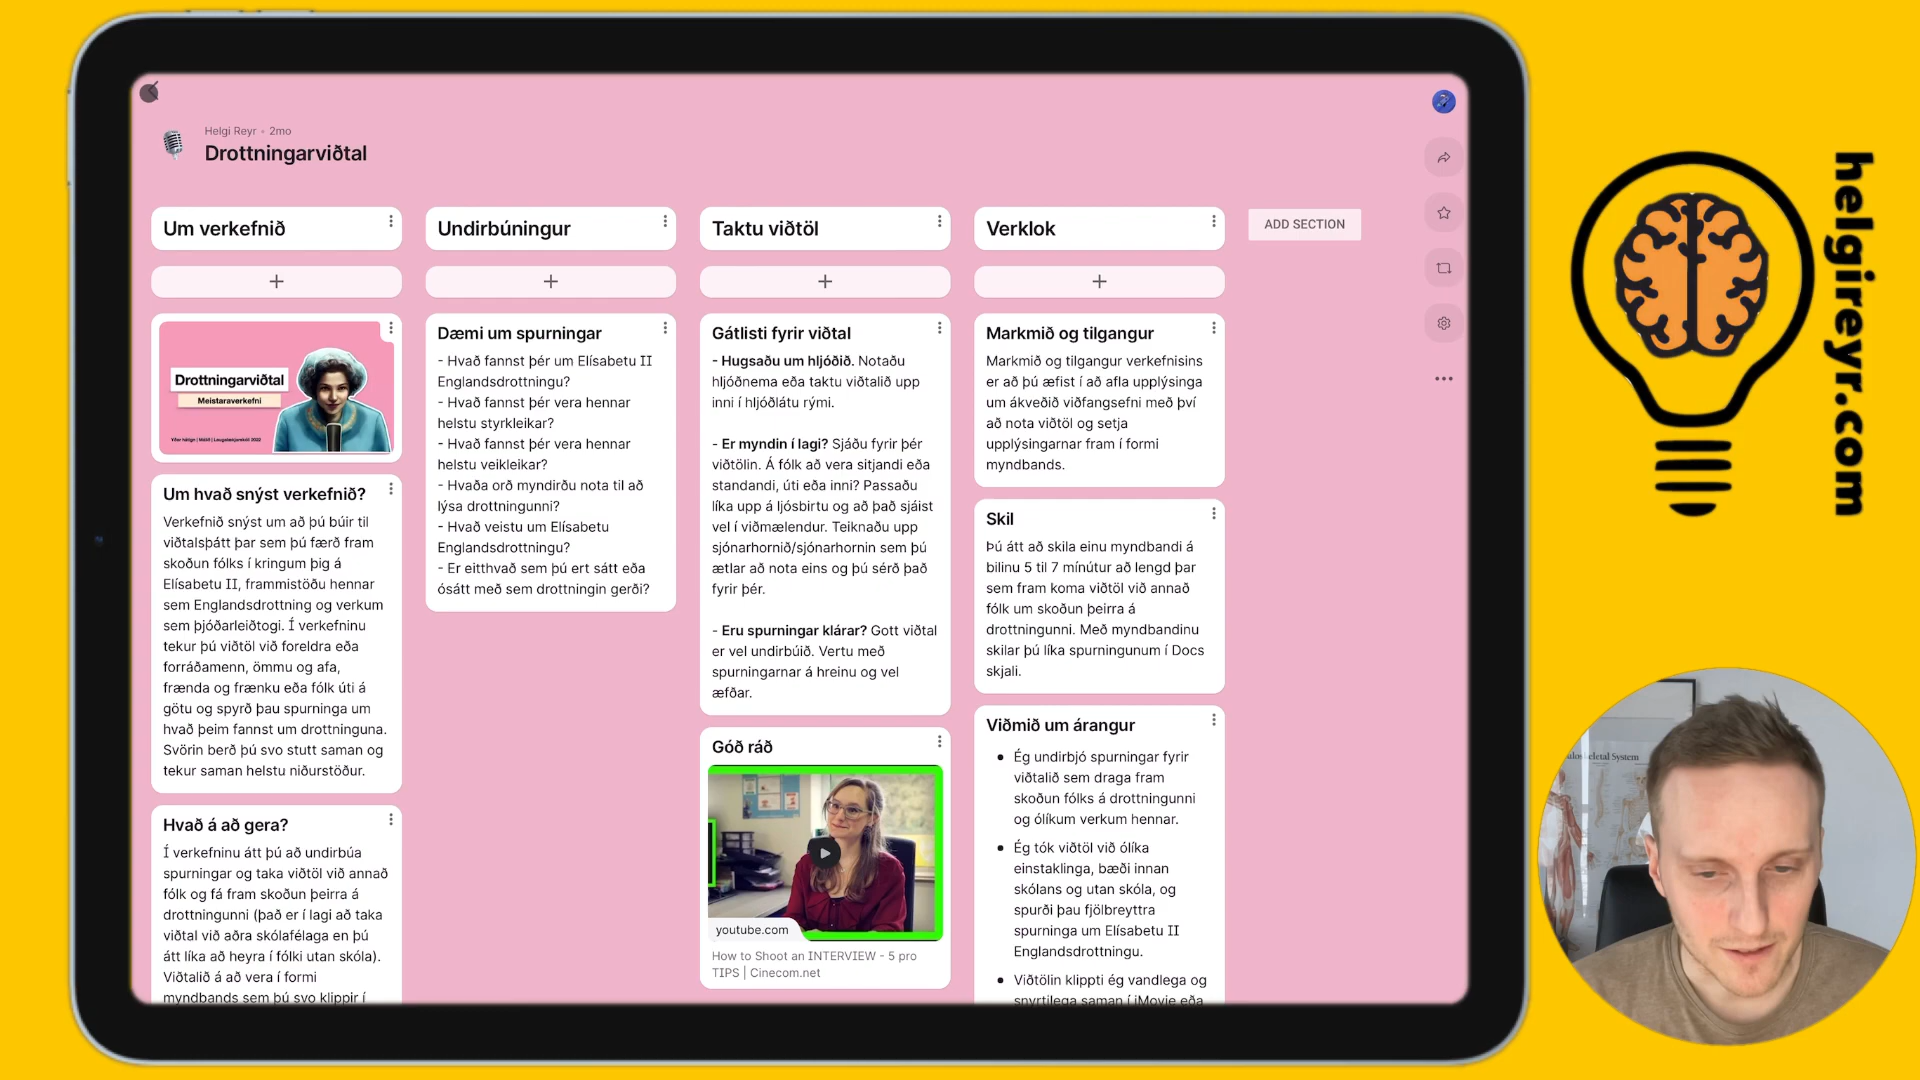 Helgi Reyr • 2mo
Drottningarviðtal
Um verkefnið
Drottningarviðtal
Meistaraverkefni
Um hvað snýst verkefnið?
Verkefnið snýst um að þú búir til
viðtalsþátt þar sem þú færð fram
skoðun fólks í kringum þig á
Elísabetu II, frammistöðu hennar
sem Englandsdrottning og verkum
sem þjóðarleiðtogi. Í verkefninu
tekur þú viðtöl við foreldra eða
forráðamenn, ömmu og afa,
frænda og frænku eða fólk úti á
götu og spyrð þau spurninga um
hvað þeim fannst um drottninguna.
Svörin berð þú svo stutt saman og
tekur saman helstu niðurstöður.
Hvað á að gera?
Í verkefninu átt þú að undirbúa
spurningar og taka viðtöl við annað
fólk og fá fram skoðun þeirra á
drottningunni (það er í lagi að taka
viðtal við aðra skólafélaga en þú
átt líka að heyra í fólki utan skóla).
Viðtalið á að vera í formi
myndbands sem þú svo klippir í
Undirbúningur
Dæmi um spurningar
- Hvað fannst þér um Elísabetu II
Englandsdrottningu?
- Hvað fannst þér vera hennar
helstu styrkleikar?
- Hvað fannst þér vera hennar
helstu veikleikar?
- Hvaða orð myndirðu nota til að
lýsa drottningunni?
- Hvað veistu um Elísabetu
Englandsdrottningu?
- Er eitthvað sem þú ert sátt eða
ósátt með sem drottningin gerði?
Taktu viðtöl
Gátlisti fyrir viðtal
- Hugsaðu um hljóðið. Notaðu
hljóðnema eða taktu viðtalið upp
inni í hljóðlátu rými.
- Er myndin í lagi? Sjáðu fyrir þér
viðtölin. Á fólk að vera sitjandi eða
standandi, úti eða inni? Passaðu
líka upp á ljósbirtu og að það sjáist
vel í viðmælendur. Teiknaðu upp
sjónarhornið/sjónarhornin sem þú
ætlar að nota eins og þú sérð það
fyrir þér.
- Eru spurningar klárar? Gott viðtal
er vel undirbúið. Vertu með
spurningarnar á hreinu og vel
æfðar.
Góð ráð
youtube.com
How to Shoot an INTERVIEW - 5 pro
TIPS | Cinecom.net
Verklok
Markmið og tilgangur
Markmið og tilgangur verkefnisins
er að þú æfist í að afla upplýsinga
um ákveðið viðfangsefni með því
að nota viðtöl og setja
upplýsingarnar fram í formi
myndbands.
Skil
Þú átt að skila einu myndbandi á
bilinu 5 til 7 mínútur að lengd þar
sem fram koma viðtöl við annað
fólk um skoðun þeirra á
drottningunni. Með myndbandinu
skilar þú líka spurningunum í Docs
skjali.
Viðmið um árangur
• Ég undirbjó spurningar fyrir
viðtalið sem draga fram
skoðun fólks á drottningunni
og ólíkum verkum hennar.
• Ég tók viðtöl við ólíka
einstaklinga, bæði innan
skólans og utan skóla, og
spurði þau fjölbreyttra
spurninga um Elísabetu II
Englandsdrottningu.
• Viðtölin klippti ég vandlega og
snyrtilega saman í iMovie eða
ADD SECTION
helgireyr.com